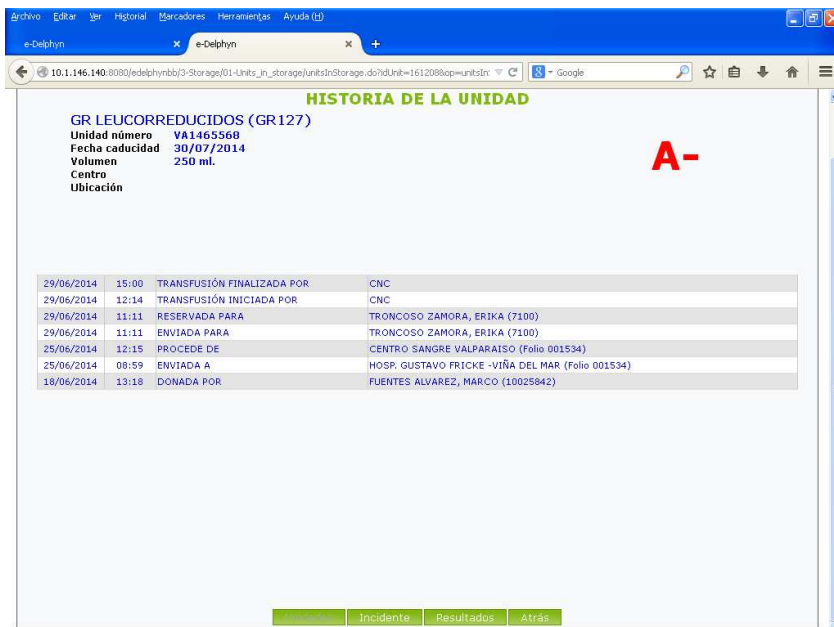 Archivo Editar Ver Historial Marcadores Herramientas Ayuda (H)
e-Delphyn × e-Delphyn × +
10.1.146.140:8080/edelphynbb/3-Storage/01-Units_in_storage/unitsInStorage.do?idUnit=161208&op=unitsIn Google
HISTORIA DE LA UNIDAD
GR LEUCORREDUCIDOS (GR127)
Unidad número VA1465568
Fecha caducidad 30/07/2014
Volumen 250 ml.
Centro
Ubicación
A-
29/06/2014 15:00 TRANSFUSIÓN FINALIZADA POR CNC
29/06/2014 12:14 TRANSFUSIÓN INICIADA POR CNC
29/06/2014 11:11 RESERVADA PARA TRONCOSO ZAMORA, ERIKA (7100)
29/06/2014 11:11 ENVIADA PARA TRONCOSO ZAMORA, ERIKA (7100)
25/06/2014 12:15 PROCEDE DE CENTRO SANGRE VALPARAISO (Folio 001534)
25/06/2014 08:59 ENVIADA A HOSP. GUSTAVO FRICKE -VIÑA DEL MAR (Folio 001534)
18/06/2014 13:18 DONADA POR FUENTES ALVAREZ, MARCO (10025842)
Incidente Resultados Atrás